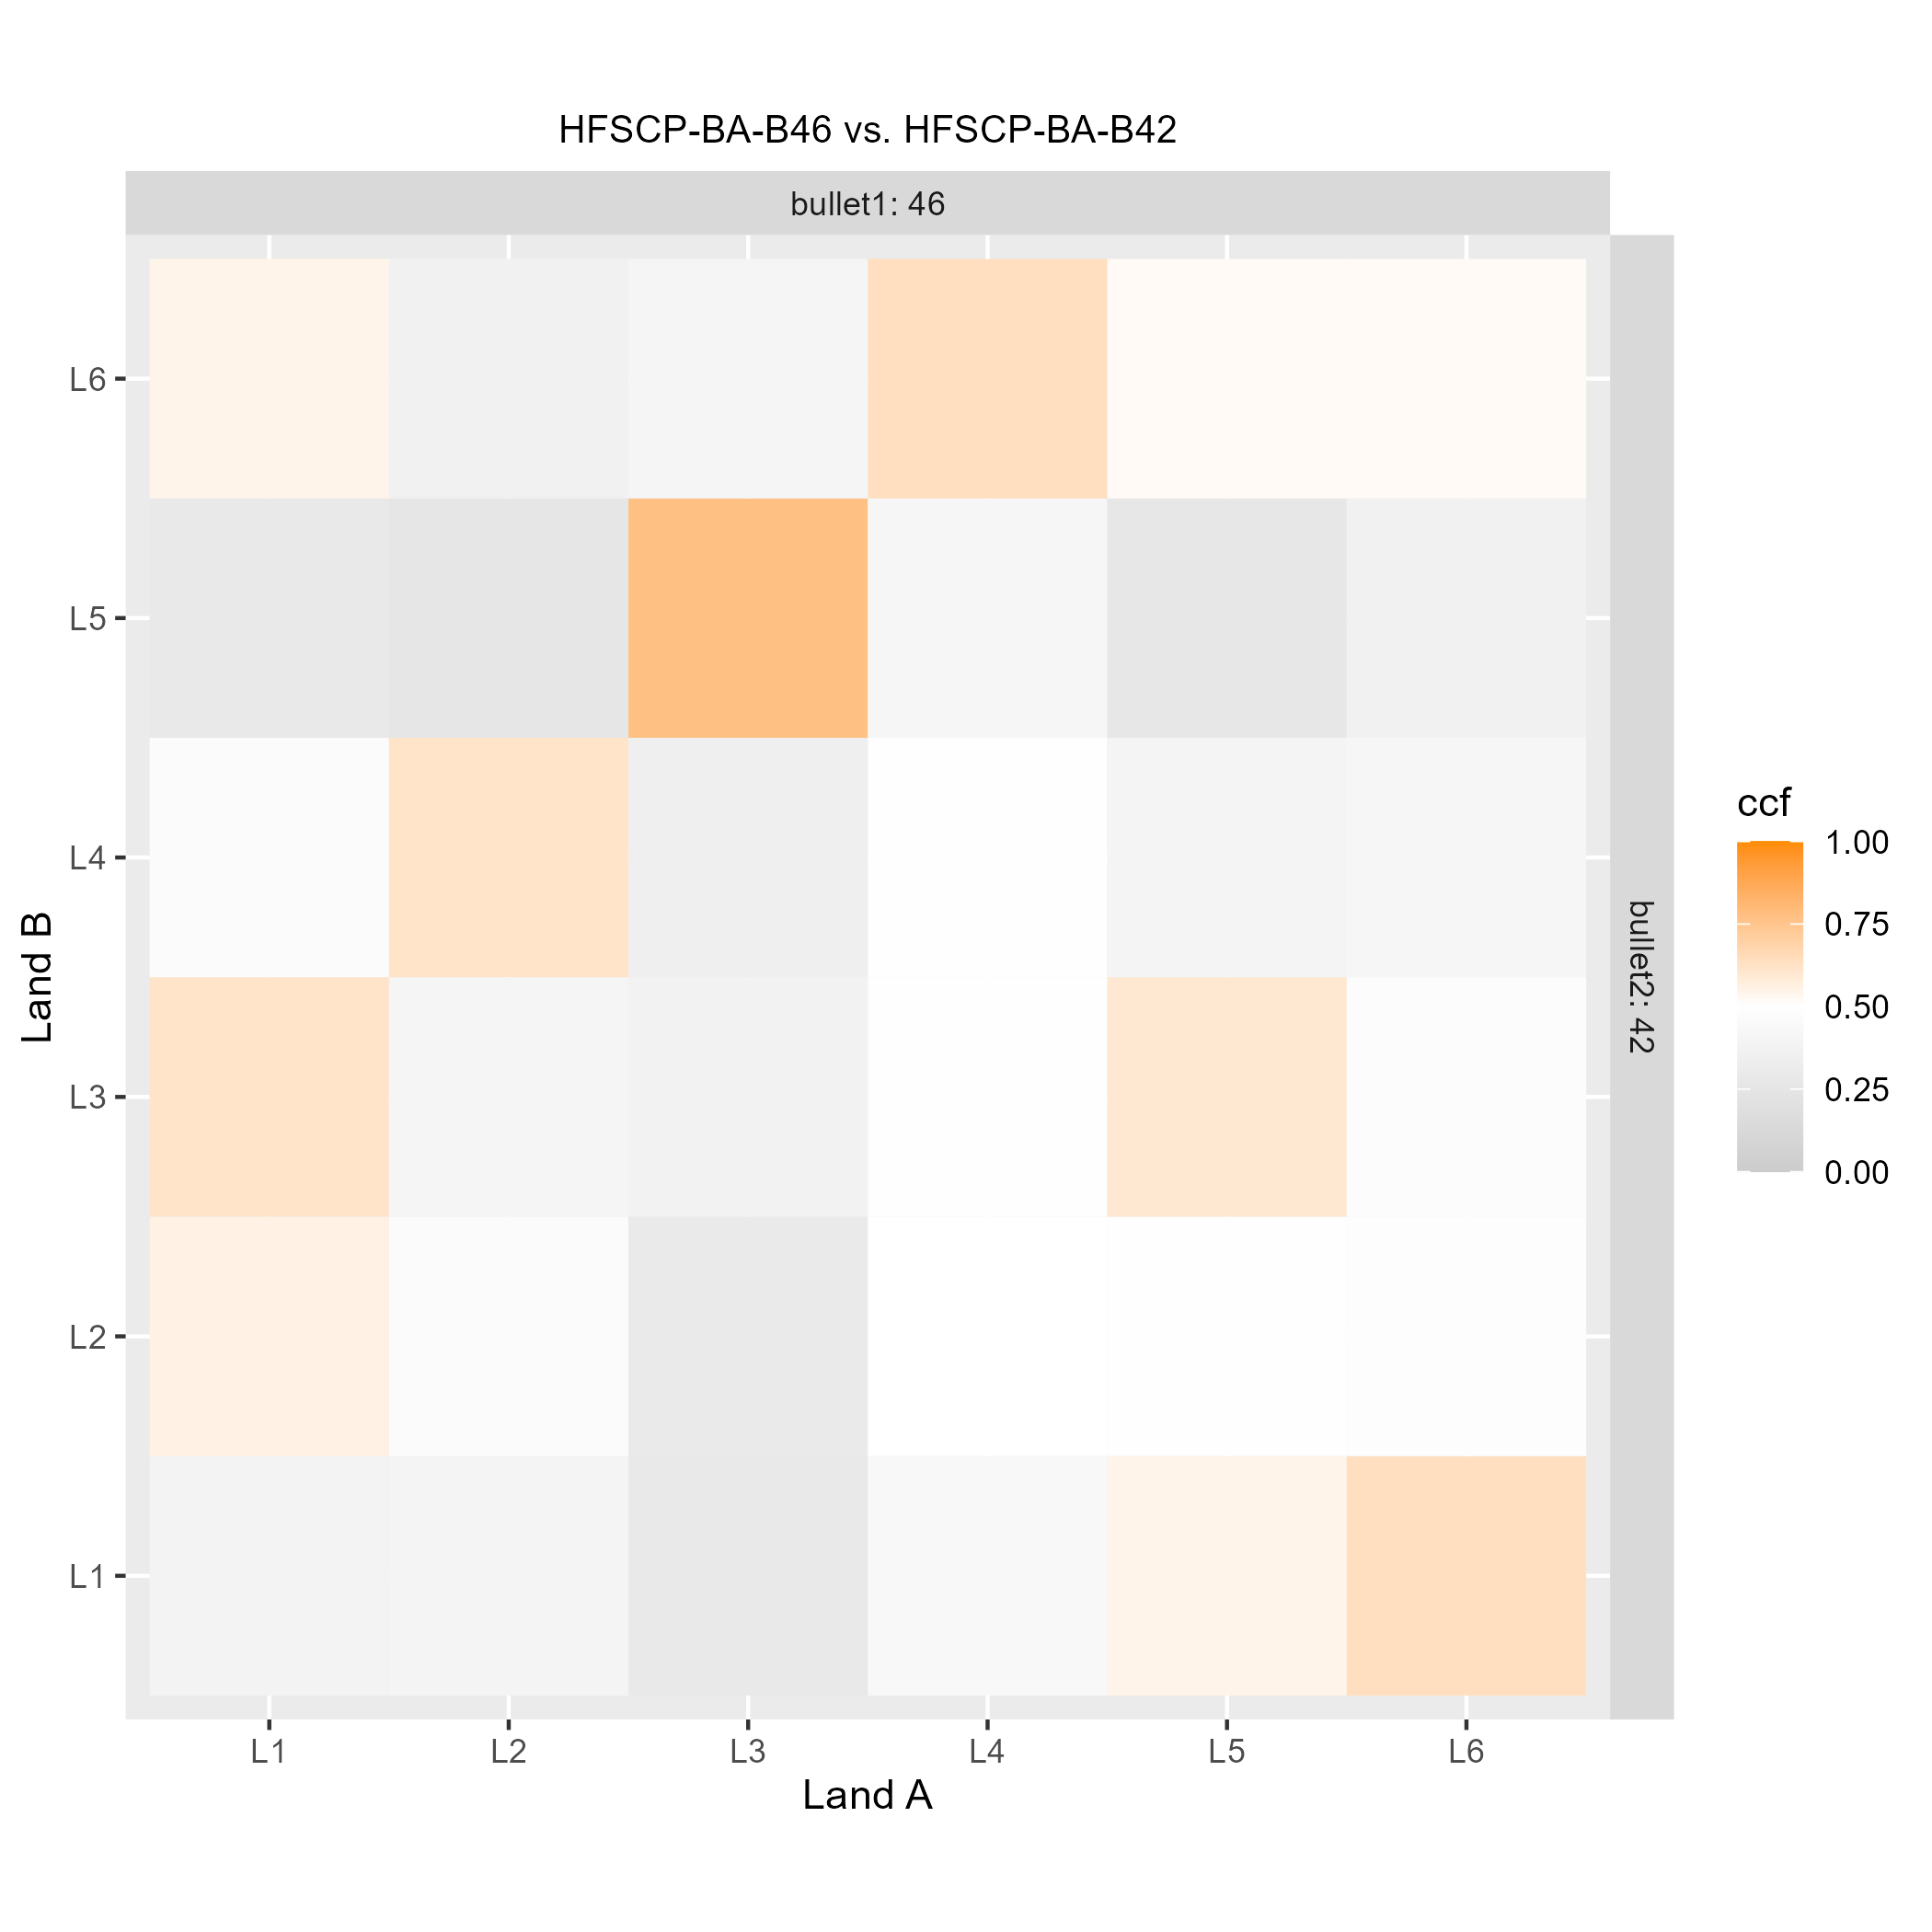 HFSCP-BA-B46 vs. HFSCP-BA-B42
bullet1: 46
L6
L5
L4
L3
L2
L1
Land B
bullet2: 42
ccf
1.00
0.75
0.50
0.25
0.00
L1
L2
L3
L4
L5
L6
Land A